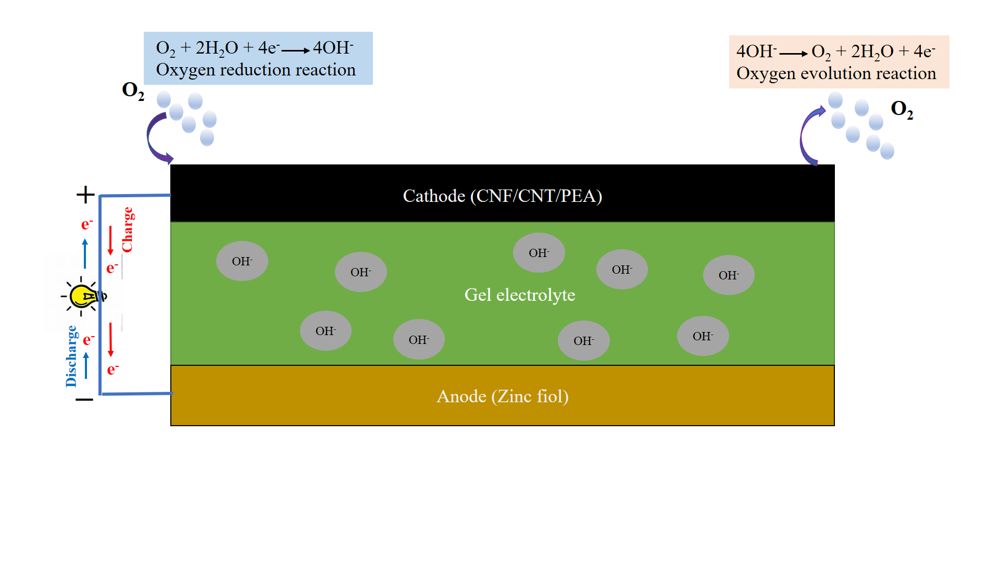 O₂ + 2H₂O + 4e⁻ ⟶ 4OH⁻
Oxygen reduction reaction
4OH⁻ ⟶ O₂ + 2H₂O + 4e⁻
Oxygen evolution reaction
O₂
O₂
+
Cathode (CNF/CNT/PEA)
e⁻
Charge
e⁻
OH⁻
OH⁻
OH⁻
OH⁻
OH⁻
Gel electrolyte
OH⁻
OH⁻
OH⁻
OH⁻
Discharge
e⁻
e⁻
−
Anode (Zinc fiol)